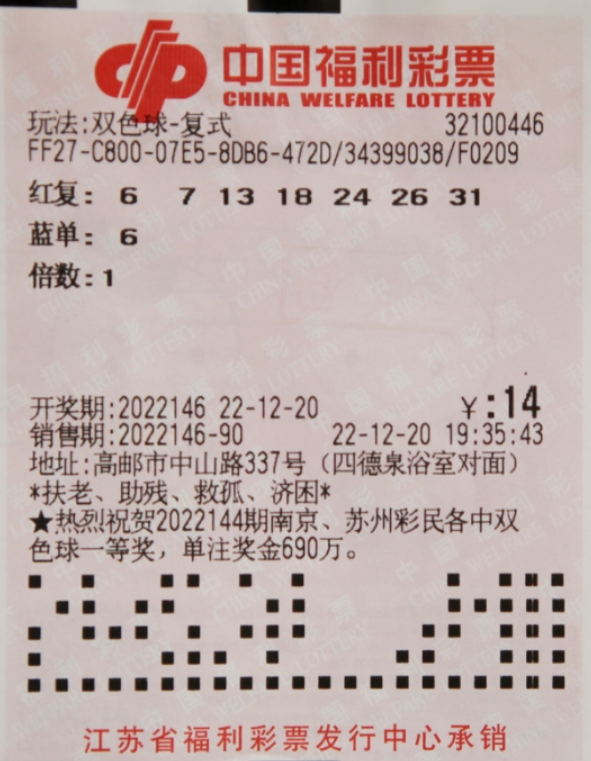 中国福利彩票
CHINA WELFARE LOTTERY
玩法:双色球-复式 32100446
FF27-C800-07E5-8DB6-472D/34399038/F0209
红复: 6 7 13 18 24 26 31
蓝单: 6
倍数:1
开奖期:2022146 22-12-20 ¥:14
销售期:2022146-90 22-12-20 19:35:43
地址:高邮市中山路337号（四德泉浴室对面）
*扶老、助残、救孤、济困*
★热烈祝贺2022144期南京、苏州彩民各中双
色球一等奖，单注奖金690万。
江苏省福利彩票发行中心承销